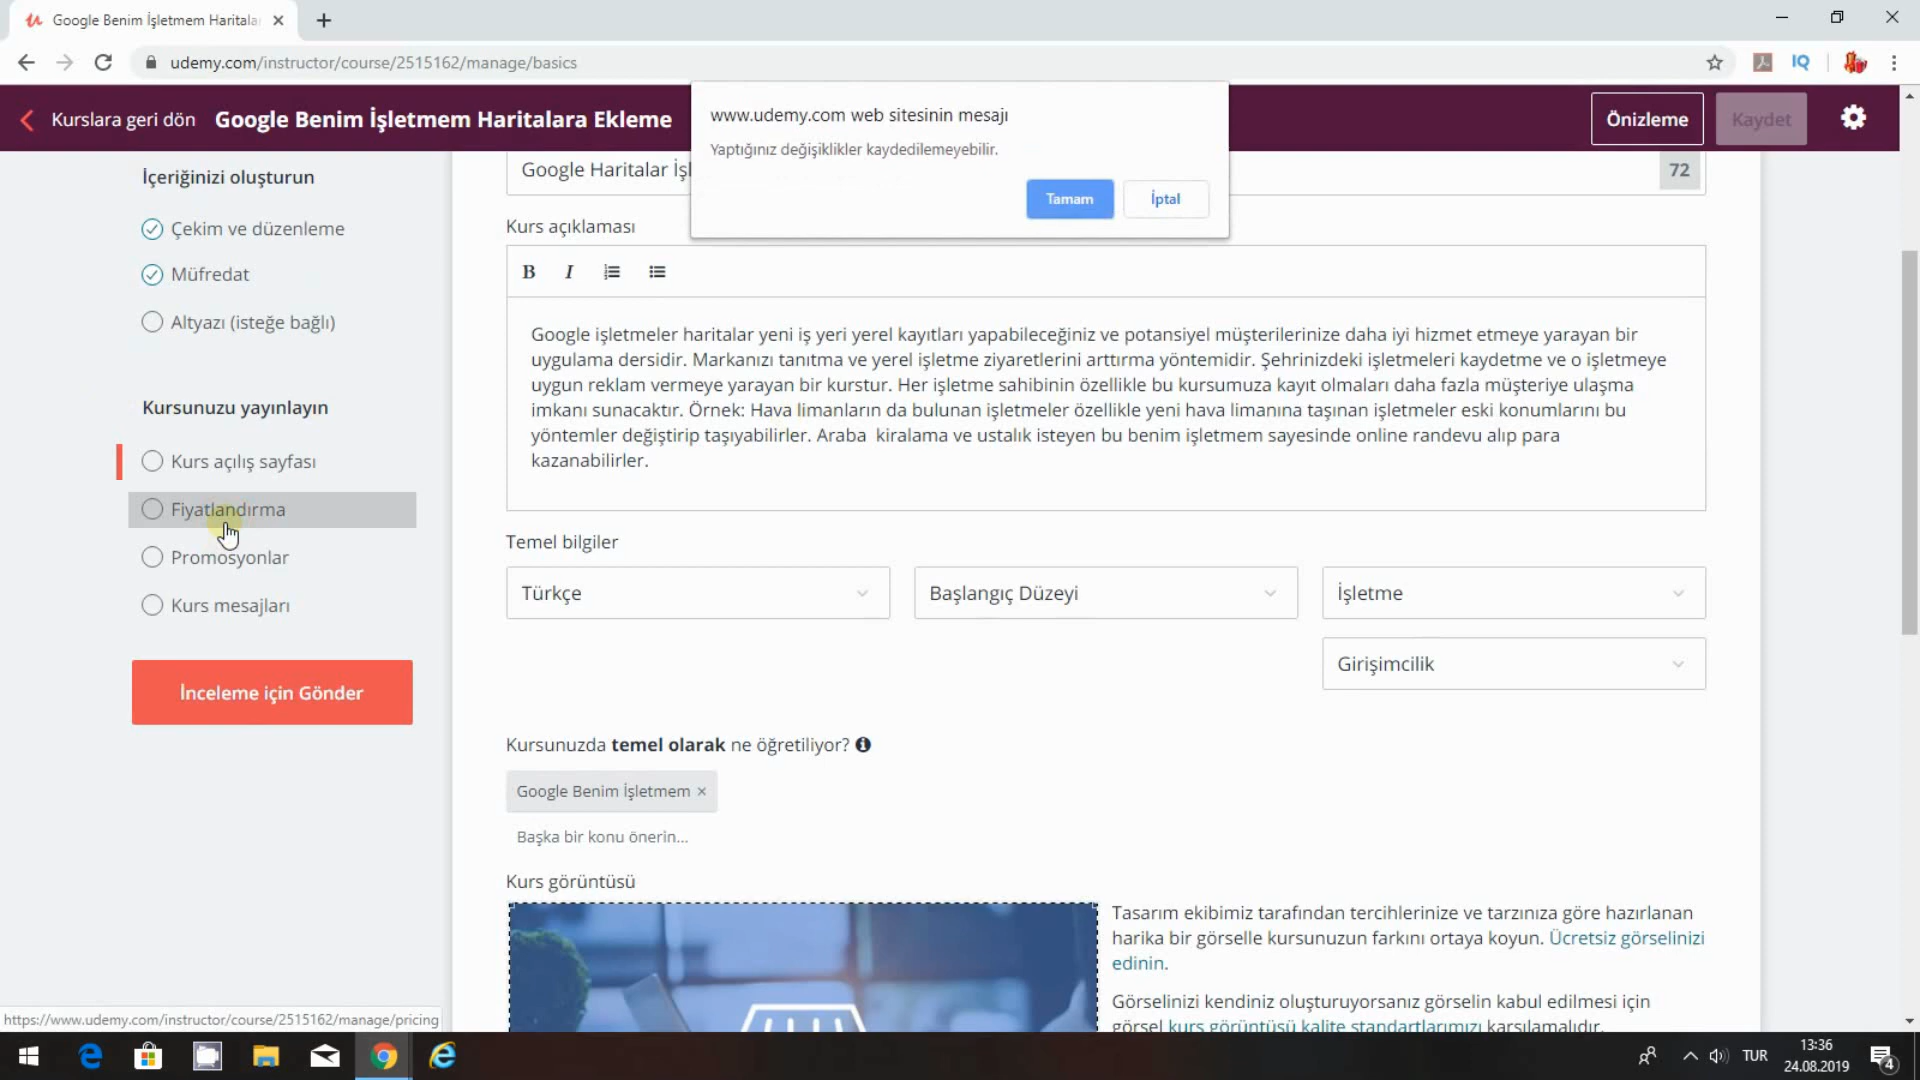 Google Benim İşletmem Haritala
udemy.com/instructor/course/2515162/manage/basics
IQ
www.udemy.com web sitesinin mesajı
Yaptığınız değişiklikler kaydedilemeyebilir.
Tamam
İptal
Kurslara geri dön
Google Benim İşletmem Haritalara Ekleme
Önizleme
Kaydet
İçeriğinizi oluşturun
Çekim ve düzenleme
Müfredat
Altyazı (isteğe bağlı)
Kursunuzu yayınlayın
Kurs açılış sayfası
Fiyatlandırma
Promosyonlar
Kurs mesajları
İnceleme için Gönder
Google Haritalar İşl
72
Kurs açıklaması
B I
Google işletmeler haritalar yeni iş yeri yerel kayıtları yapabileceğiniz ve potansiyel müşterilerinize daha iyi hizmet etmeye yarayan bir
uygulama dersidir. Markanızı tanıtma ve yerel işletme ziyaretlerini arttırma yöntemidir. Şehrinizdeki işletmeleri kaydetme ve o işletmeye
uygun reklam vermeye yarayan bir kurstur. Her işletme sahibinin özellikle bu kursumuza kayıt olmaları daha fazla müşteriye ulaşma
imkanı sunacaktır. Örnek: Hava limanların da bulunan işletmeler özellikle yeni hava limanına taşınan işletmeler eski konumlarını bu
yöntemler değiştirip taşıyabilirler. Araba  kiralama ve ustalık isteyen bu benim işletmem sayesinde online randevu alıp para
kazanabilirler.
Temel bilgiler
Türkçe
Başlangıç Düzeyi
İşletme
Girişimcilik
Kursunuzda temel olarak ne öğretiliyor?
Google Benim İşletmem ×
Başka bir konu önerin...
Kurs görüntüsü
Tasarım ekibimiz tarafından tercihlerinize ve tarzınıza göre hazırlanan
harika bir görselle kursunuzun farkını ortaya koyun. Ücretsiz görselinizi
edinin.
Görselinizi kendiniz oluşturuyorsanız görselin kabul edilmesi için
görsel kurs görüntüsü kalite standartlarımızı karşılamalıdır.
https://www.udemy.com/instructor/course/2515162/manage/pricing
TUR
13:36
24.08.2019
4